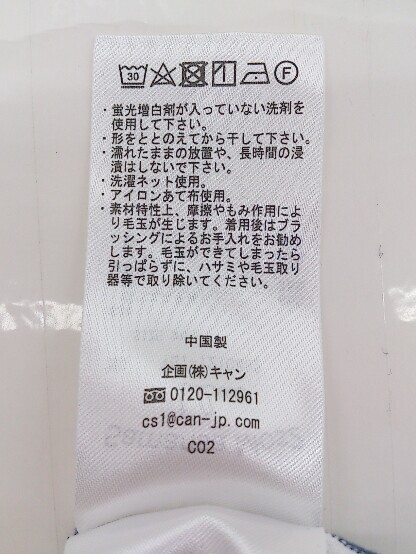 30 F
・蛍光増白剤が入っていない洗剤を
使用して下さい。
・形をととのえてから干して下さい。
・濡れたままの放置や、長時間の浸
漬はしないで下さい。
・洗濯ネット使用。
・アイロンあて布使用。
・素材特性上、摩擦やもみ作用によ
り毛玉が生じます。着用後はブラ
ッシングによるお手入れをお勧め
します。毛玉ができてしまったら
引っぱらずに、ハサミや毛玉取り
器等で取り除いてください。
中国製
企画(株)キャン
0120-112961
cs1@can-jp.com
C02